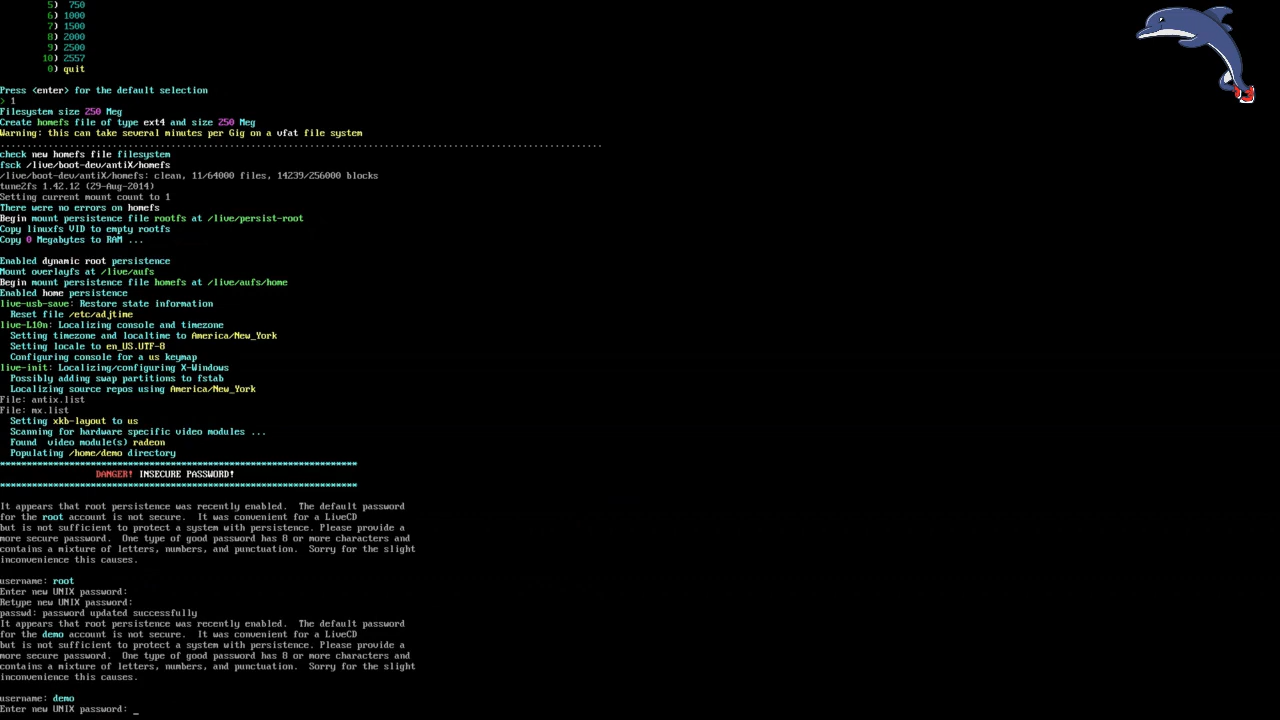 5) 750
6) 1000
7) 1500
8) 2000
9) 2500
10) 2557
0) quit
Press <enter> for the default selection
> 1
Filesystem size 250 Meg
Create homefs file of type ext4 and size 250 Meg
Warning: this can take several minutes per Gig on a vfat file system
................................................................................................................
check new homefs file filesystem
fsck /live/boot-dev/antiX/homefs
/live/boot-dev/antiX/homefs: clean, 11/64000 files, 14239/256000 blocks
tune2fs 1.42.12 (29-Aug-2014)
Setting current mount count to 1
There were no errors on homefs
Begin mount persistence file rootfs at /live/persist-root
Copy linuxfs VID to empty rootfs
Copy 0 Megabytes to RAM ...
Enabled dynamic root persistence
Mount overlayfs at /live/aufs
Begin mount persistence file homefs at /live/aufs/home
Enabled home persistence
live-usb-save: Restore state information
Reset file /etc/adjtime
live-L10n: Localizing console and timezone
Setting timezone and localtime to America/New_York
Setting locale to en_US.UTF-8
Configuring console for a us keymap
live-init: Localizing/configuring X-Windows
Possibly adding swap partitions to fstab
Localizing source repos using America/New_York
File: antix.list
File: mx.list
Setting xkb-layout to us
Scanning for hardware specific video modules ...
Found  video module(s) radeon
Populating /home/demo directory
*******************************************************************
DANGER! INSECURE PASSWORD!
*******************************************************************
It appears that root persistence was recently enabled.  The default password
for the root account is not secure.  It was convenient for a LiveCD
but is not sufficient to protect a system with persistence. Please provide a
more secure password.  One type of good password has 8 or more characters and
contains a mixture of letters, numbers, and punctuation.  Sorry for the slight
inconvenience this causes.
username: root
Enter new UNIX password:
Retype new UNIX password:
passwd: password updated successfully
It appears that root persistence was recently enabled.  The default password
for the demo account is not secure.  It was convenient for a LiveCD
but is not sufficient to protect a system with persistence. Please provide a
more secure password.  One type of good password has 8 or more characters and
contains a mixture of letters, numbers, and punctuation.  Sorry for the slight
inconvenience this causes.
username: demo
Enter new UNIX password: _